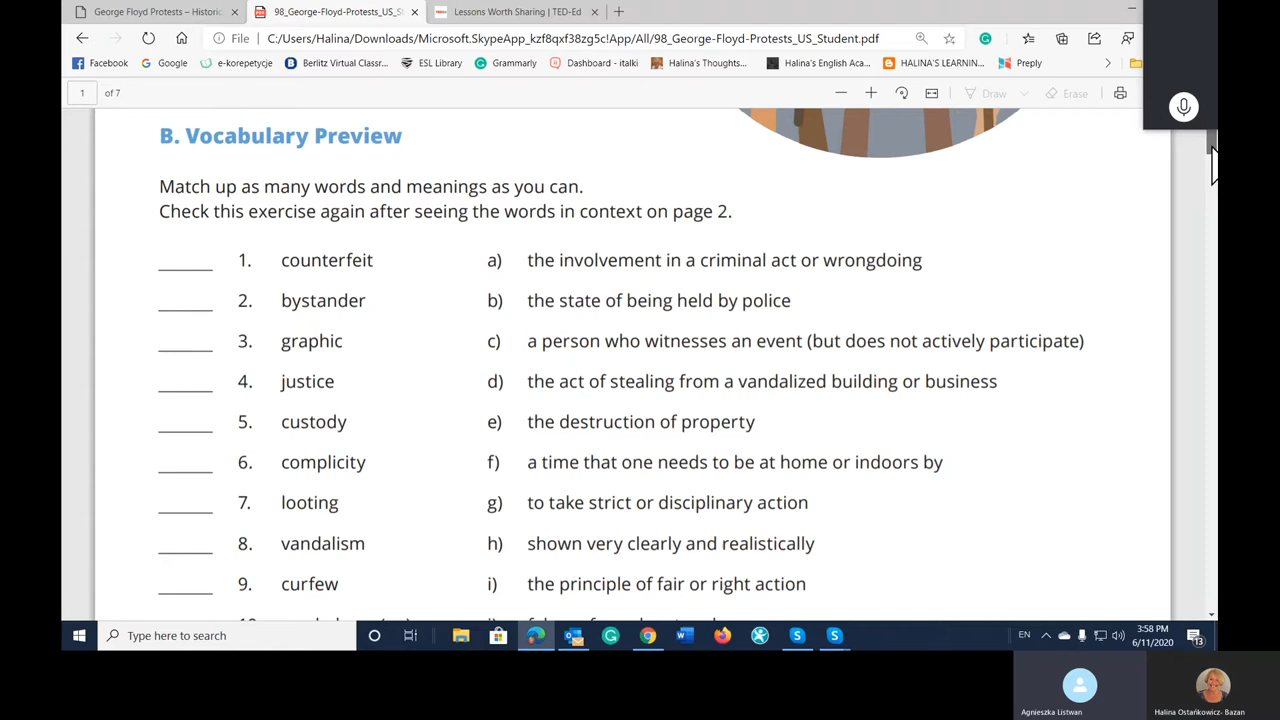 George Floyd Protests – Historic
98_George-Floyd-Protests_US_S
Lessons Worth Sharing | TED-Ed
File
C:/Users/Halina/Downloads/Microsoft.SkypeApp_kzf8qxf38zg5c!App/All/98_George-Floyd-Protests_US_Student.pdf
Facebook
Google
e-korepetycje
Berlitz Virtual Classr...
ESL Library
Grammarly
Dashboard - italki
Halina's Thoughts...
Halina's English Aca...
HALINA'S LEARNIN...
Preply
1 of 7
Draw
Erase
B. Vocabulary Preview
Match up as many words and meanings as you can.
Check this exercise again after seeing the words in context on page 2.
1. counterfeit a) the involvement in a criminal act or wrongdoing
2. bystander b) the state of being held by police
3. graphic c) a person who witnesses an event (but does not actively participate)
4. justice d) the act of stealing from a vandalized building or business
5. custody e) the destruction of property
6. complicity f) a time that one needs to be at home or indoors by
7. looting g) to take strict or disciplinary action
8. vandalism h) shown very clearly and realistically
9. curfew i) the principle of fair or right action
Type here to search
EN
3:58 PM
6/11/2020
13
Agnieszka Listwan
Halina Ostańkowicz- Bazan